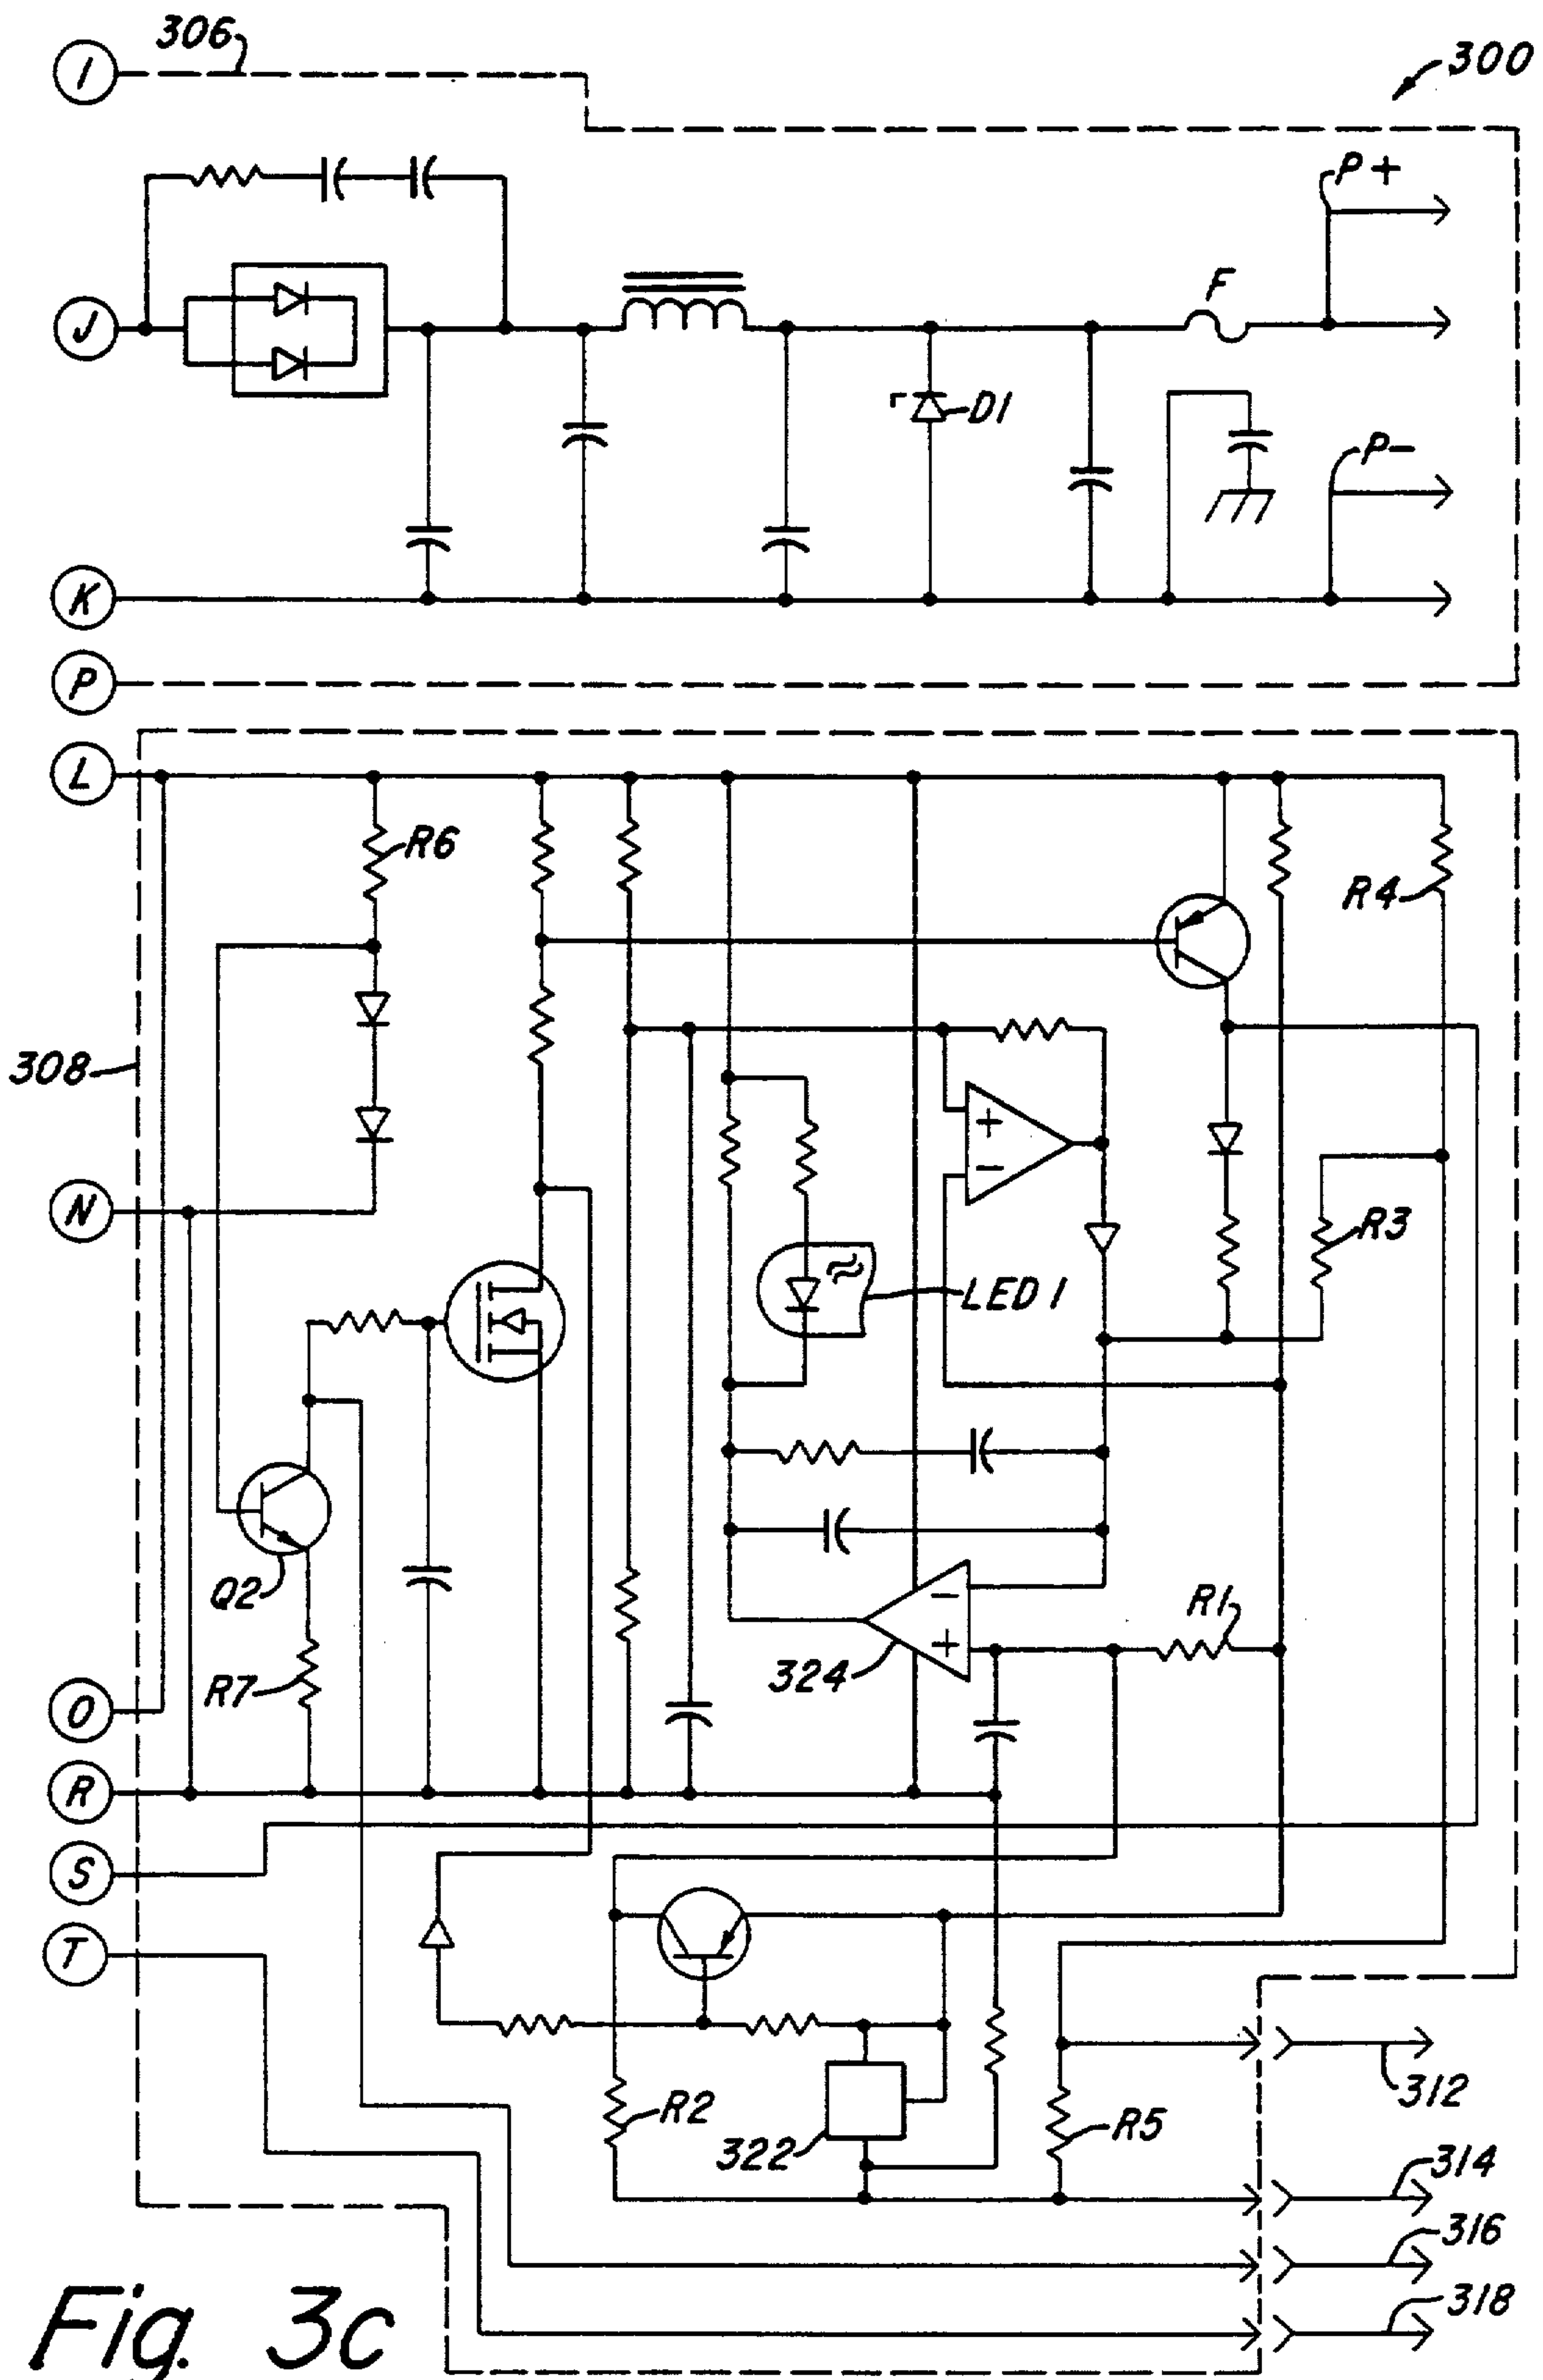 I
306
300
P+
J
F
D1
P-
K
P
L
R6
R4
308
N
+
-
R3
LED 1
Q2
-
R1
+
324
R7
O
R
S
T
R2
322
R5
312
314
316
318
Fig. 3c